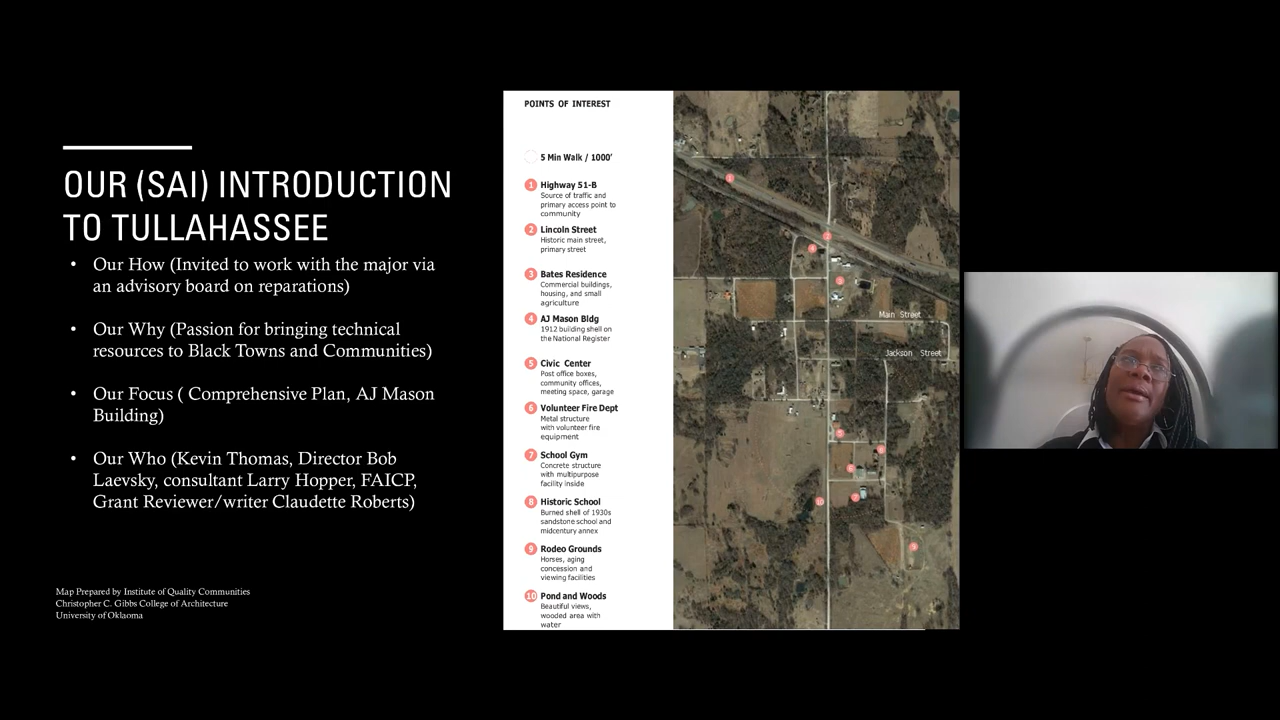 OUR (SAI) INTRODUCTION
TO TULLAHASSEE
• Our How (Invited to work with the major via
an advisory board on reparations)
• Our Why (Passion for bringing technical
resources to Black Towns and Communities)
• Our Focus ( Comprehensive Plan, AJ Mason
Building)
• Our Who (Kevin Thomas, Director Bob
Laevsky, consultant Larry Hopper, FAICP,
Grant Reviewer/writer Claudette Roberts)
Map Prepared by Institute of Quality Communities
Christopher C. Gibbs College of Architecture
University of Oklaoma
POINTS OF INTEREST
5 Min Walk / 1000'
1 Highway 51-B
Source of traffic and
primary access point to
community
2 Lincoln Street
Historic main street,
primary street
3 Bates Residence
Commercial buildings,
housing, and small
agriculture
4 AJ Mason Bldg
1912 building shell on
the National Register
5 Civic Center
Post office boxes,
community offices,
meeting space, garage
6 Volunteer Fire Dept
Metal structure
with volunteer fire
equipment
7 School Gym
Concrete structure
with multipurpose
facility inside
8 Historic School
Burned shell of 1930s
sandstone school and
midcentury annex
9 Rodeo Grounds
Horses, aging
concession and
viewing facilities
10 Pond and Woods
Beautiful views,
wooded area with
water
Main Street
Jackson Street